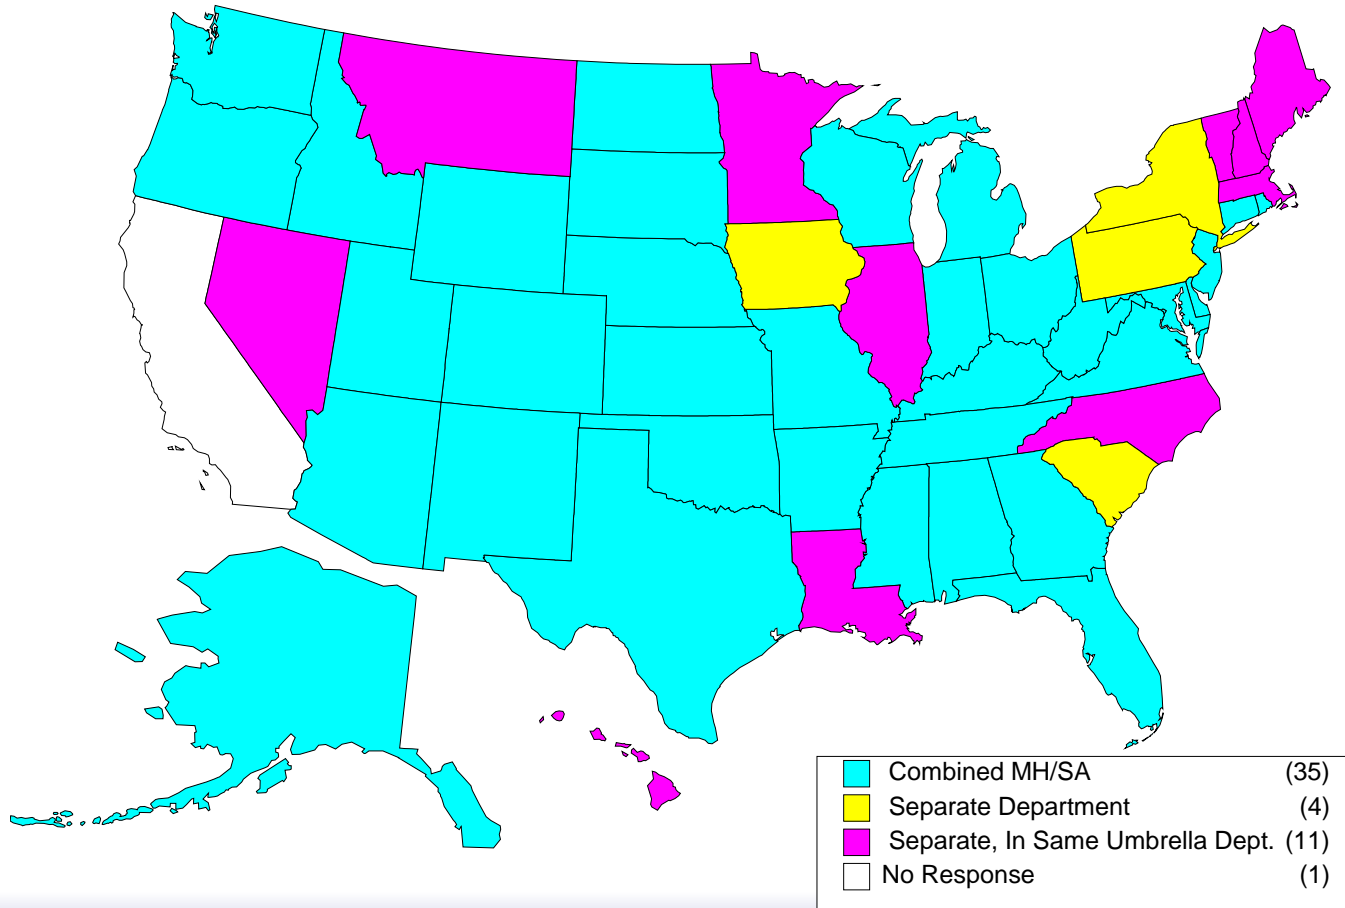 Combined MH/SA (35)
Separate Department (4)
Separate, In Same Umbrella Dept. (11)
No Response (1)